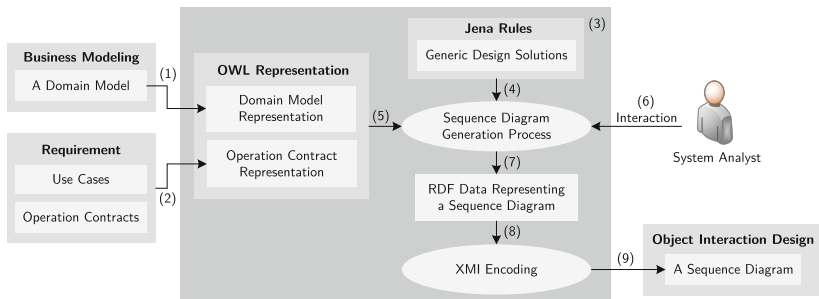 Business Modeling
A Domain Model
(1)
Requirement
Use Cases
Operation Contracts
(2)
OWL Representation
Domain Model
Representation
Operation Contract
Representation
(5)
Jena Rules
(3)
Generic Design Solutions
(4)
Sequence Diagram
Generation Process
(6)
Interaction
System Analyst
(7)
RDF Data Representing
a Sequence Diagram
(8)
XMI Encoding
(9)
Object Interaction Design
A Sequence Diagram